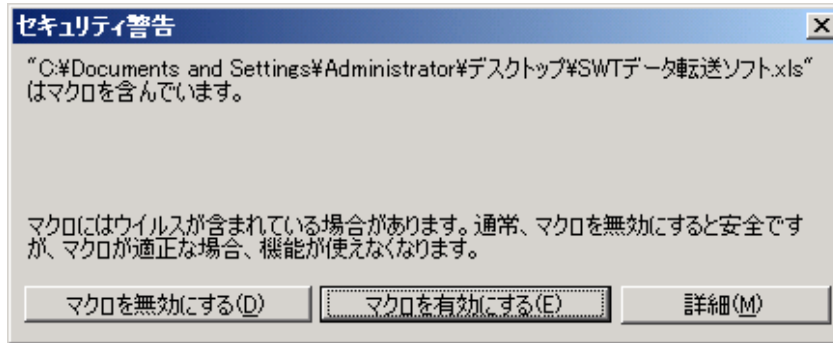 セキュリティ警告
"C:¥Documents and Settings¥Administrator¥デスクトップ¥SWTデータ転送ソフト.xls"
はマクロを含んでいます。
マクロにはウイルスが含まれている場合があります。通常、マクロを無効にすると安全です
が、マクロが適正な場合、機能が使えなくなります。
マクロを無効にする(D) マクロを有効にする(E) 詳細(M)